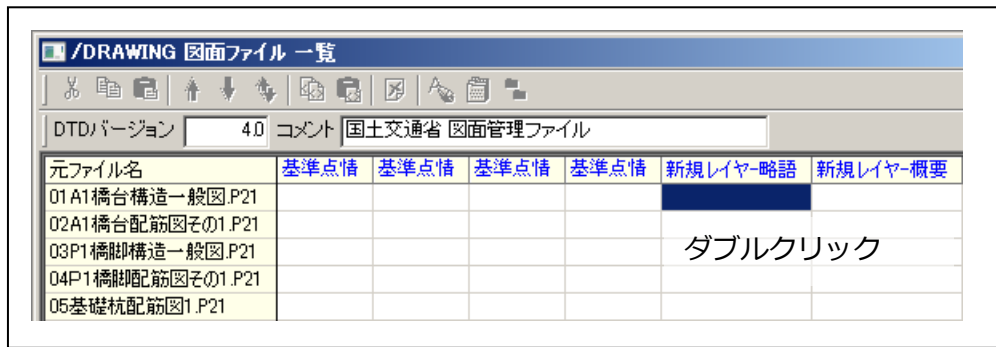 /DRAWING 図面ファイル 一覧
DTDバージョン 4.0 コメント 国土交通省 図面管理ファイル
元ファイル名 基準点情 基準点情 基準点情 基準点情 新規レイヤー略語 新規レイヤー概要
01A1橋台構造一般図.P21
02A1橋台配筋図その1.P21
03P1橋脚構造一般図.P21
04P1橋脚配筋図その1.P21
05基礎杭配筋図1.P21
ダブルクリック